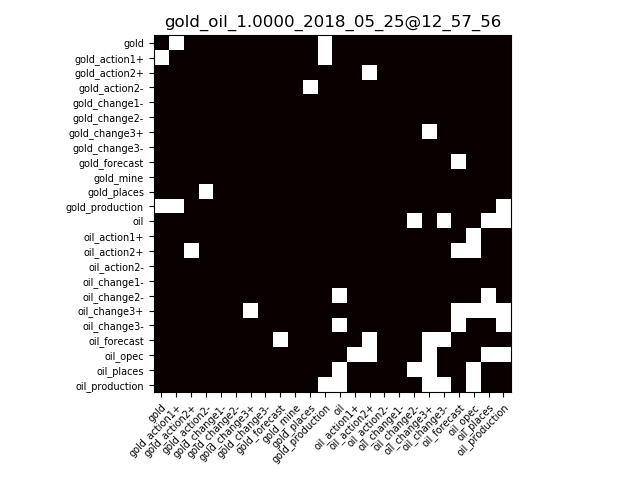 gold_oil_1.0000_2018_05_25@12_57_56
gold
gold_action1+
gold_action2+
gold_action2-
gold_change1-
gold_change2-
gold_change3+
gold_change3-
gold_forecast
gold_mine
gold_places
gold_production
oil
oil_action1+
oil_action2+
oil_action2-
oil_change1-
oil_change2-
oil_change3+
oil_change3-
oil_forecast
oil_opec
oil_places
oil_production
gold
gold_action1+
gold_action2+
gold_action2-
gold_change1-
gold_change2-
gold_change3+
gold_change3-
gold_forecast
gold_mine
gold_places
gold_production
oil
oil_action1+
oil_action2+
oil_action2-
oil_change1-
oil_change2-
oil_change3+
oil_change3-
oil_forecast
oil_opec
oil_places
oil_production